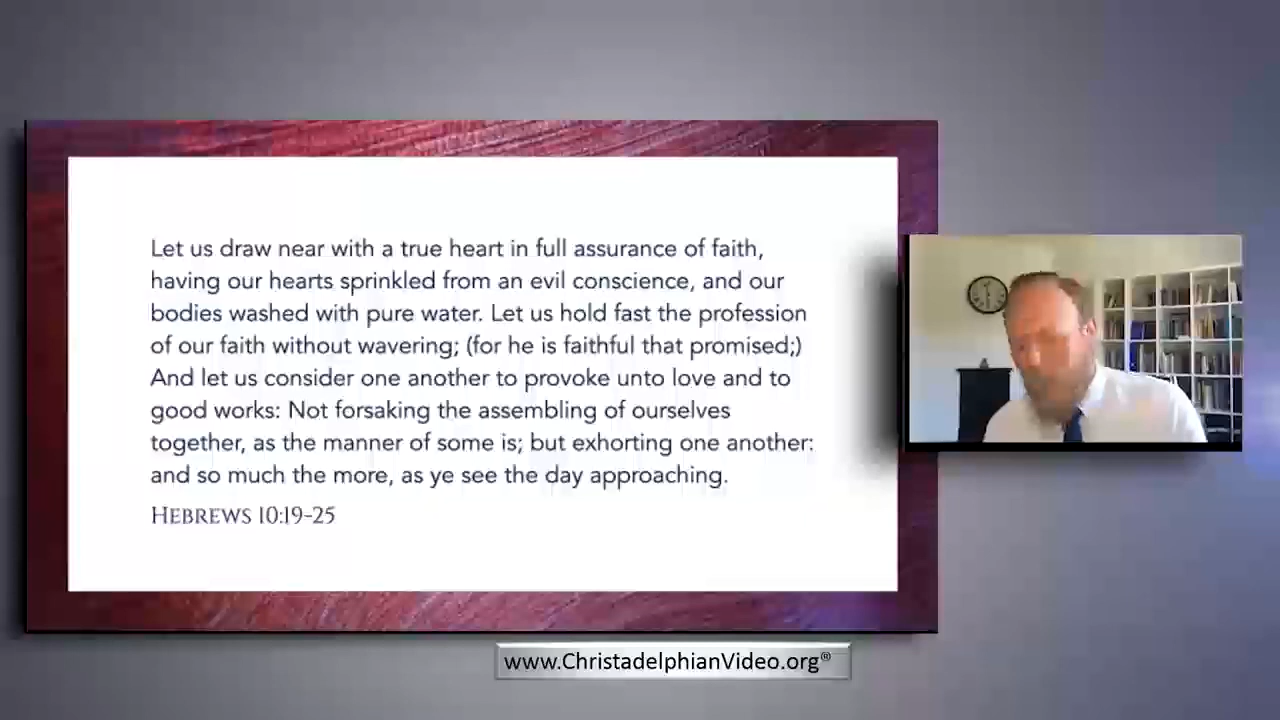 Let us draw near with a true heart in full assurance of faith,
having our hearts sprinkled from an evil conscience, and our
bodies washed with pure water. Let us hold fast the profession
of our faith without wavering; (for he is faithful that promised;)
And let us consider one another to provoke unto love and to
good works: Not forsaking the assembling of ourselves
together, as the manner of some is; but exhorting one another:
and so much the more, as ye see the day approaching.
HEBREWS 10:19-25
www.ChristadelphianVideo.org®